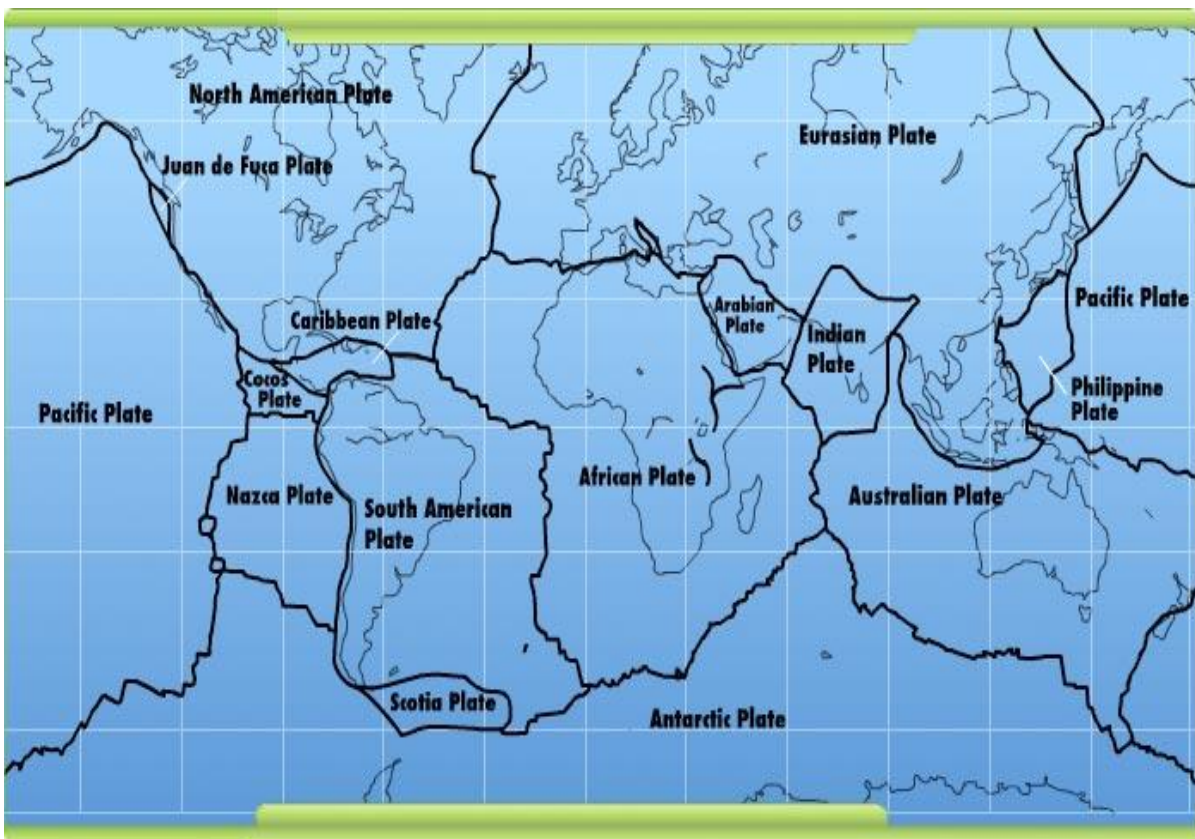 North American Plate
Eurasian Plate
Juan de Fuca Plate
Caribbean Plate
Arabian
Plate
Indian
Plate
Pacific Plate
Cocos
Plate
Philippine
Plate
Pacific Plate
Nazca Plate
South American
Plate
African Plate
Australian Plate
Scotia Plate
Antarctic Plate